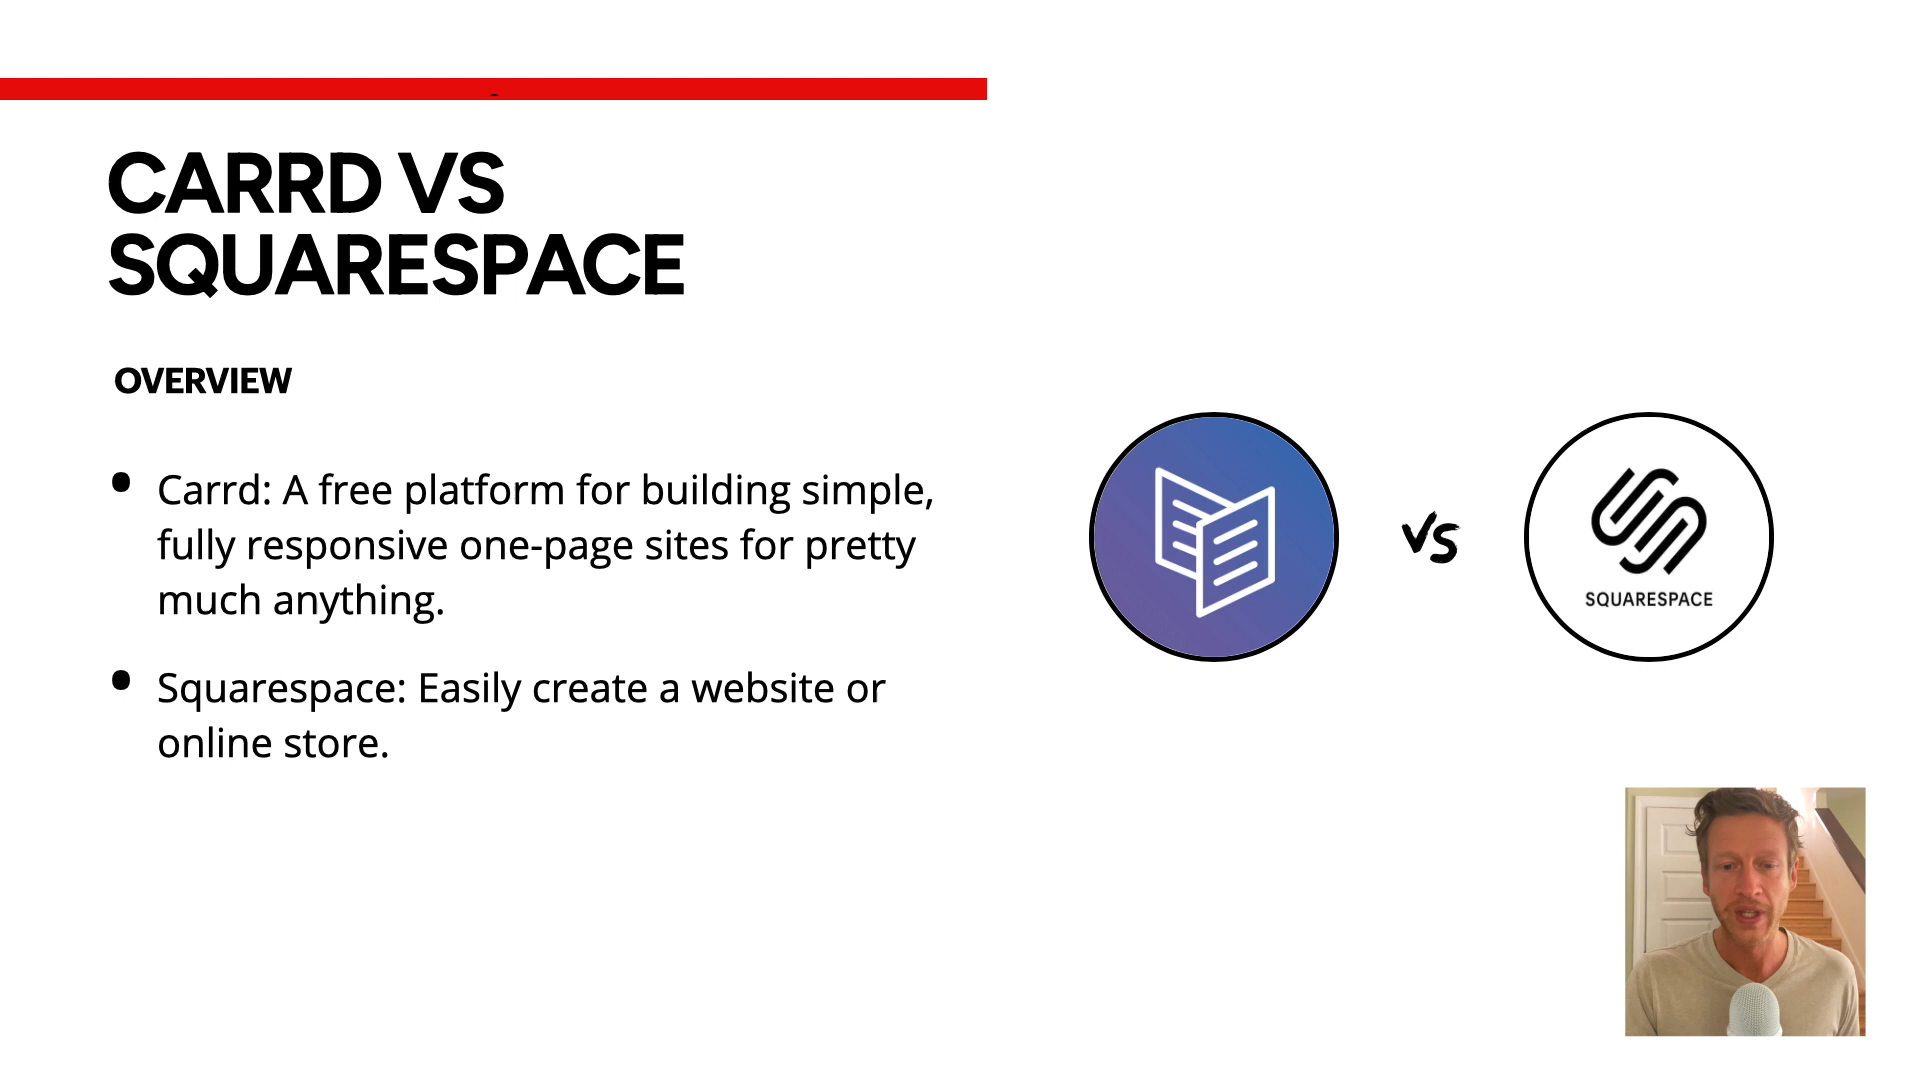 CARRD VS
SQUARESPACE
OVERVIEW
• Carrd: A free platform for building simple,
fully responsive one-page sites for pretty
much anything.
• Squarespace: Easily create a website or
online store.
VS
SQUARESPACE